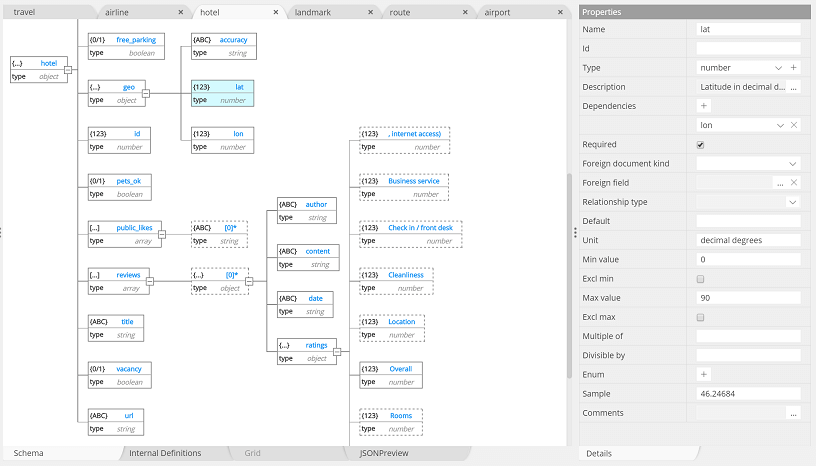 travel
airline
hotel
landmark
route
airport
{...} hotel
type object
{0/1} free_parking
type boolean
{ABC} accuracy
type string
{...} geo
type object
{123} lat
type number
{123} id
type number
{123} lon
type number
{123} , internet access)
type number
{0/1} pets_ok
type boolean
{123} Business service
type number
{ABC} author
type string
[...] public_likes
type array
{ABC} [0]*
type string
{123} Check in / front desk
type number
{ABC} content
type string
[...] reviews
type array
{...} [0]*
type object
{123} Cleanliness
type number
{ABC} date
type string
{ABC} title
type string
{123} Location
type number
{...} ratings
type object
{0/1} vacancy
type boolean
{123} Overall
type number
{ABC} url
type string
{123} Rooms
type number
Schema
Internal Definitions
Grid
JSONPreview
Properties
Name lat
Id
Type number
Description Latitude in decimal d... ...
Dependencies +
lon
Required
Foreign document kind
Foreign field ...
Relationship type
Default
Unit decimal degrees
Min value 0
Excl min
Max value 90
Excl max
Multiple of
Divisible by
Enum +
Sample 46.24684
Comments ...
Details